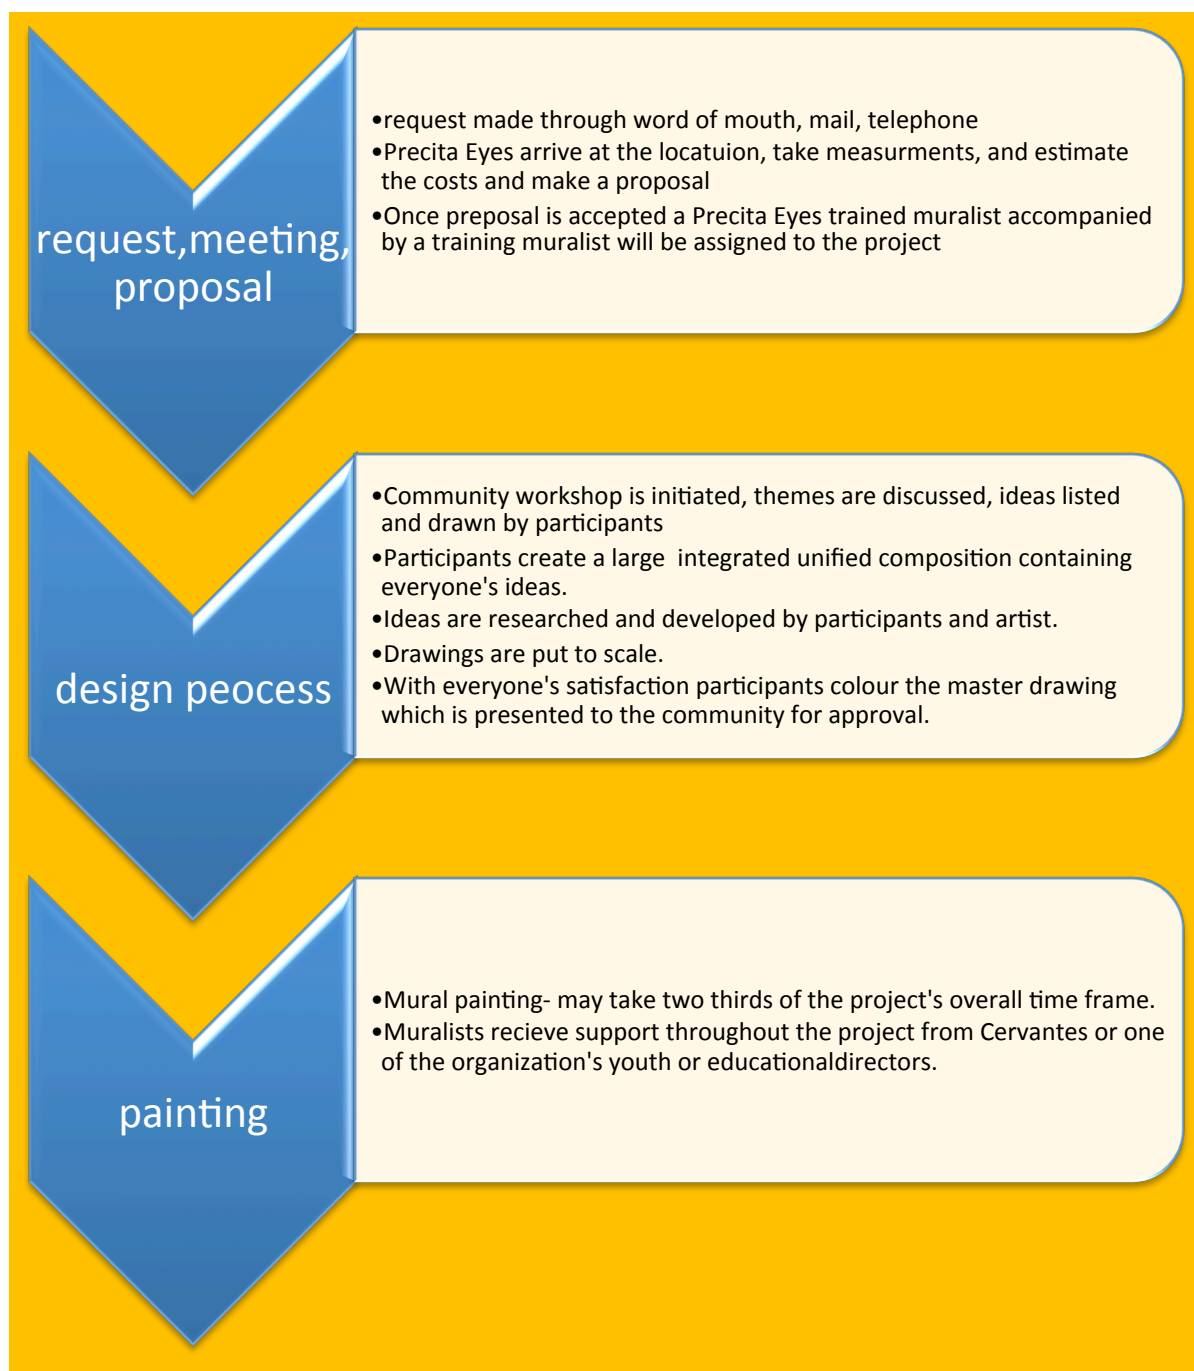 request,meeting,
proposal
•request made through word of mouth, mail, telephone
•Precita Eyes arrive at the locatuion, take measurments, and estimate
the costs and make a proposal
•Once preposal is accepted a Precita Eyes trained muralist accompanied
by a training muralist will be assigned to the project
design peocess
•Community workshop is initiated, themes are discussed, ideas listed
and drawn by participants
•Participants create a large  integrated unified composition containing
everyone's ideas.
•Ideas are researched and developed by participants and artist.
•Drawings are put to scale.
•With everyone's satisfaction participants colour the master drawing
which is presented to the community for approval.
painting
•Mural painting- may take two thirds of the project's overall time frame.
•Muralists recieve support throughout the project from Cervantes or one
of the organization's youth or educationaldirectors.